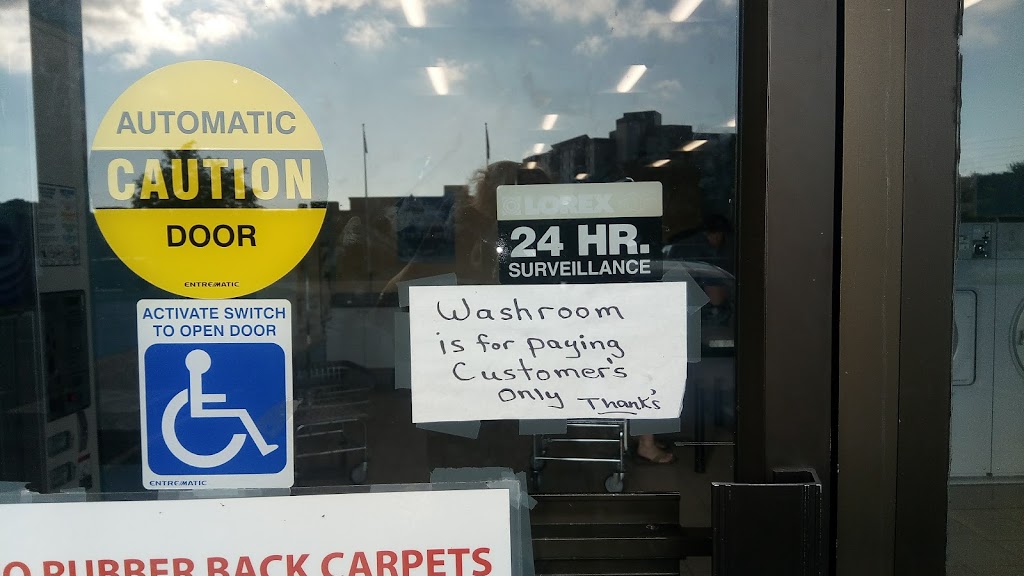 AUTOMATIC
CAUTION
DOOR
ENTREMATIC
ACTIVATE SWITCH
TO OPEN DOOR
ENTREMATIC
LOREX
24 HR.
SURVEILLANCE
Washroom
is for paying
Customer's
only Thank's
O RUBBER BACK CARPETS